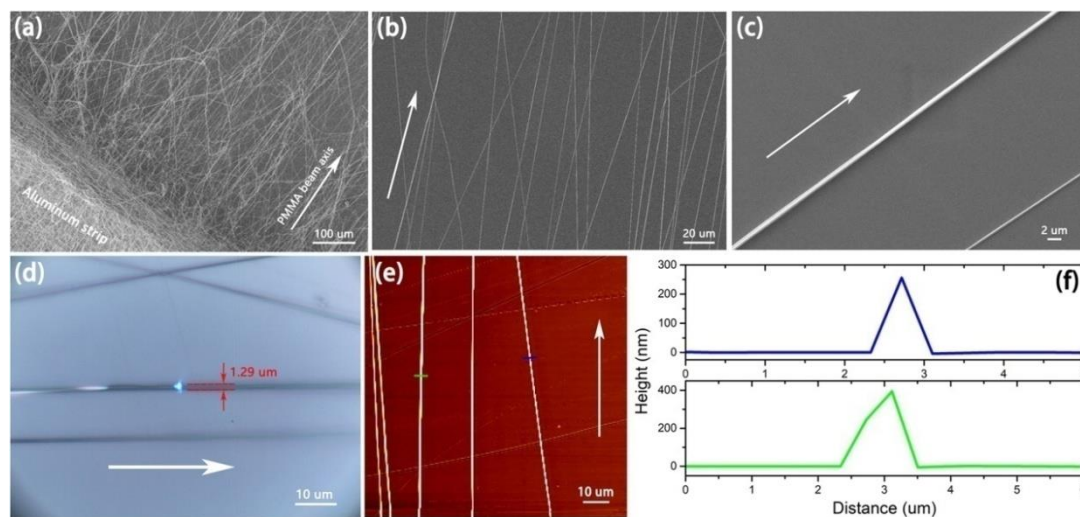 (a)
Aluminum strip
PMMA beam axis
100 um
(b)
20 um
(c)
2 um
(d)
1.29 um
10 um
(e)
10 um
(f)
300
200
100
0
0 1 2 3 4 5
400
200
0
0 1 2 3 4 5
Height (nm)
Distance (um)